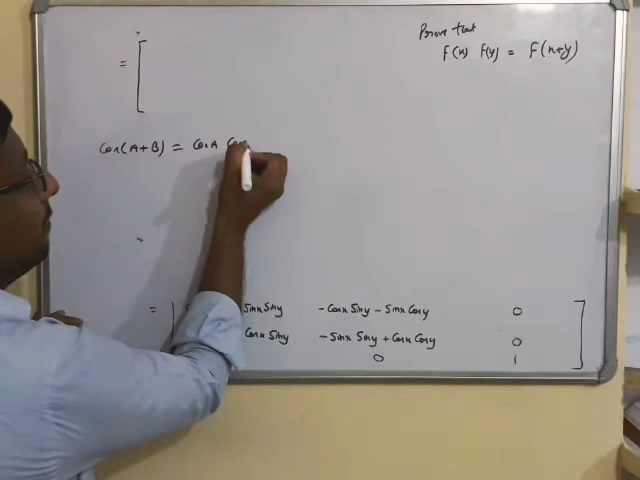 Prove that
F(x) F(y) = F(x+y)
= [
Cos(A+B) = CosA Cos
=
= Sinx Siny - Cosx Siny - Sinx Cosy 0
Cosx Siny - Sinx Siny + Cosx Cosy 0
0 1